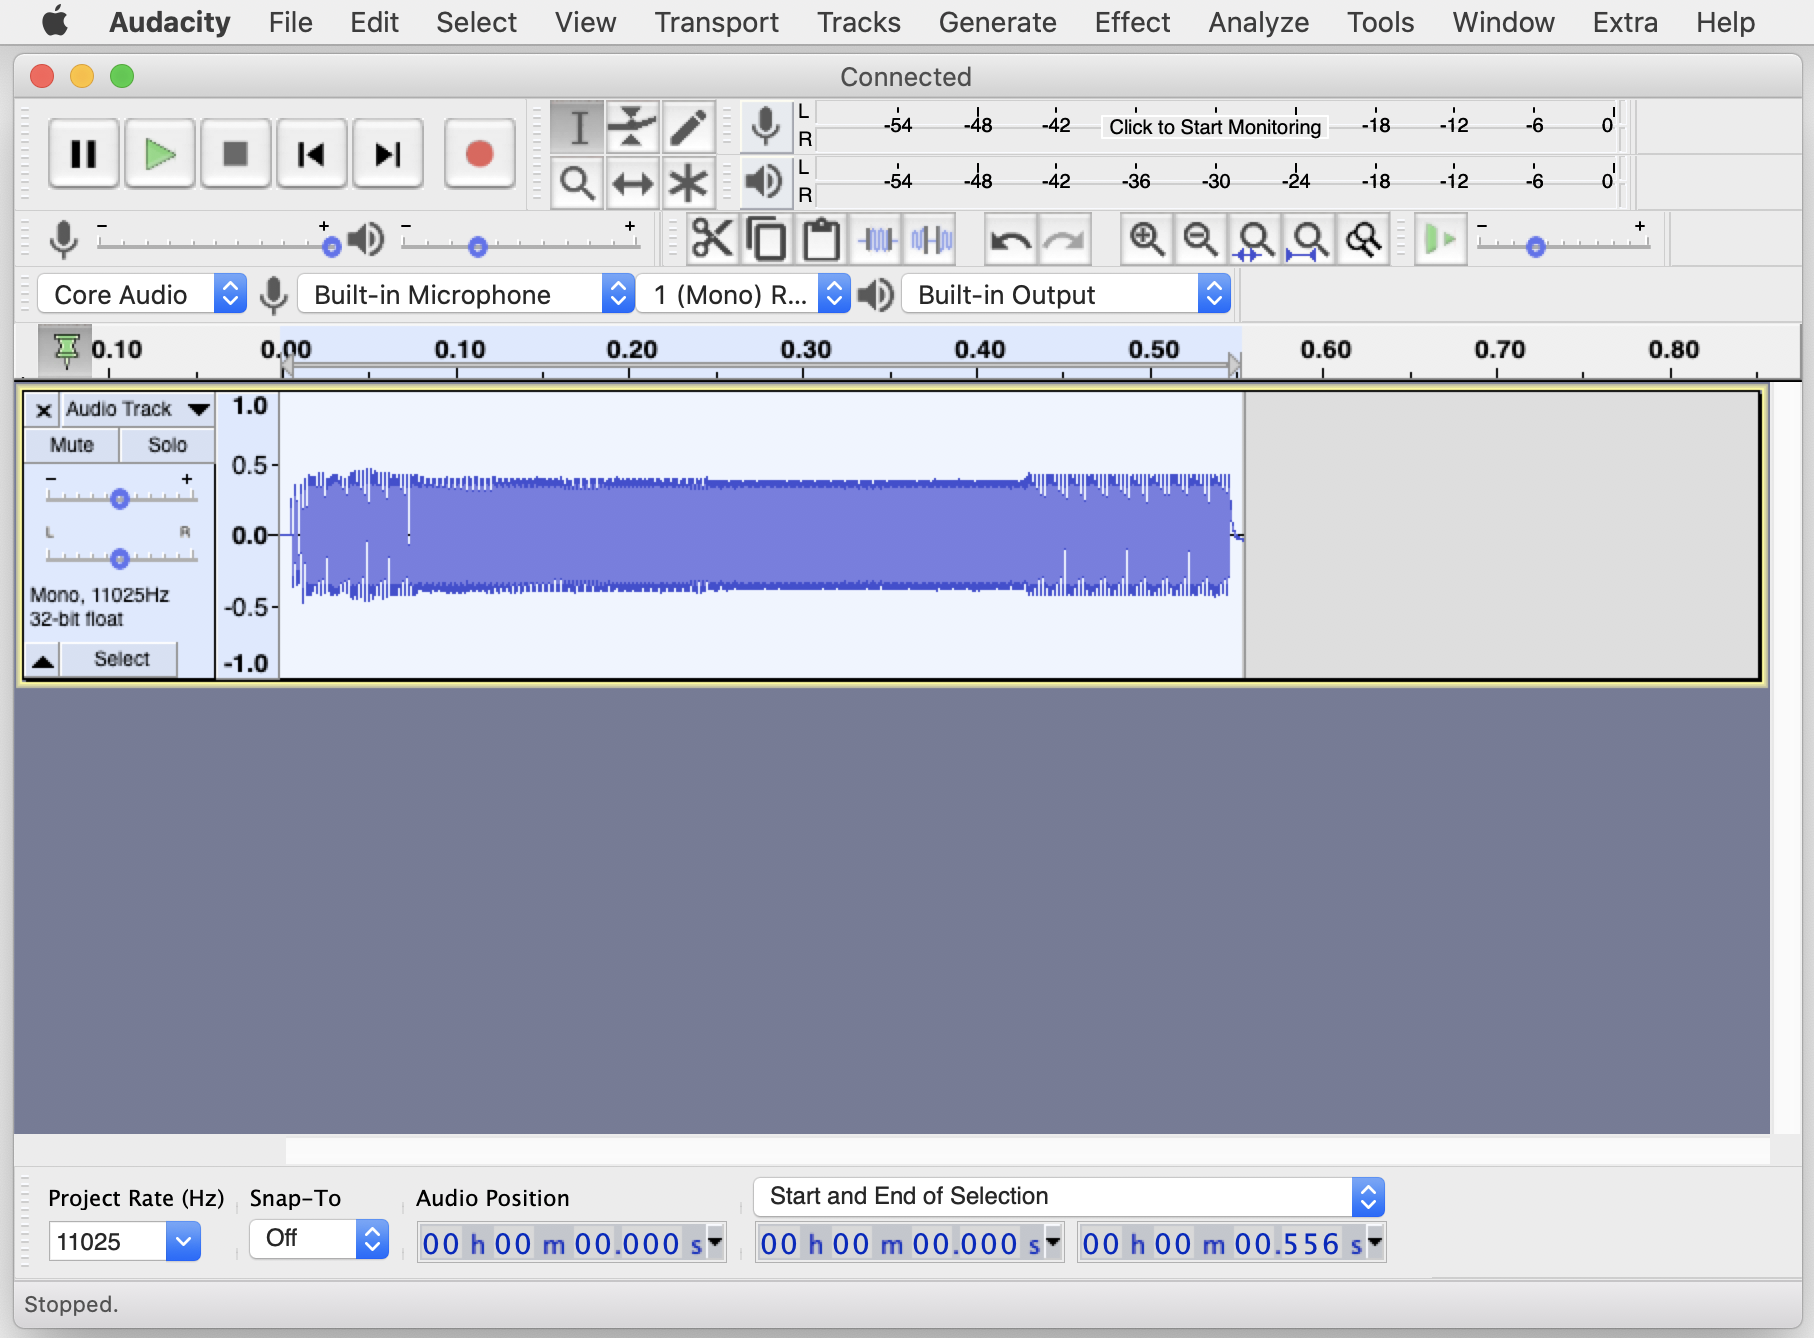 Audacity File Edit Select View Transport Tracks Generate Effect Analyze Tools Window Extra Help
Connected
L
R
-54 -48 -42 Click to Start Monitoring -18 -12 -6 0
L
R
-54 -48 -42 -36 -30 -24 -18 -12 -6 0
- + - + - +
Core Audio Built-in Microphone 1 (Mono) R... Built-in Output
0.10 0.00 0.10 0.20 0.30 0.40 0.50 0.60 0.70 0.80
x Audio Track
Mute Solo
- +
L R
Mono, 11025Hz
32-bit float
Select
1.0
0.5-
0.0-
-0.5-
-1.0
Project Rate (Hz) Snap-To Audio Position Start and End of Selection
11025 Off 00 h 00 m 00.000 s 00 h 00 m 00.000 s 00 h 00 m 00.556 s
Stopped.